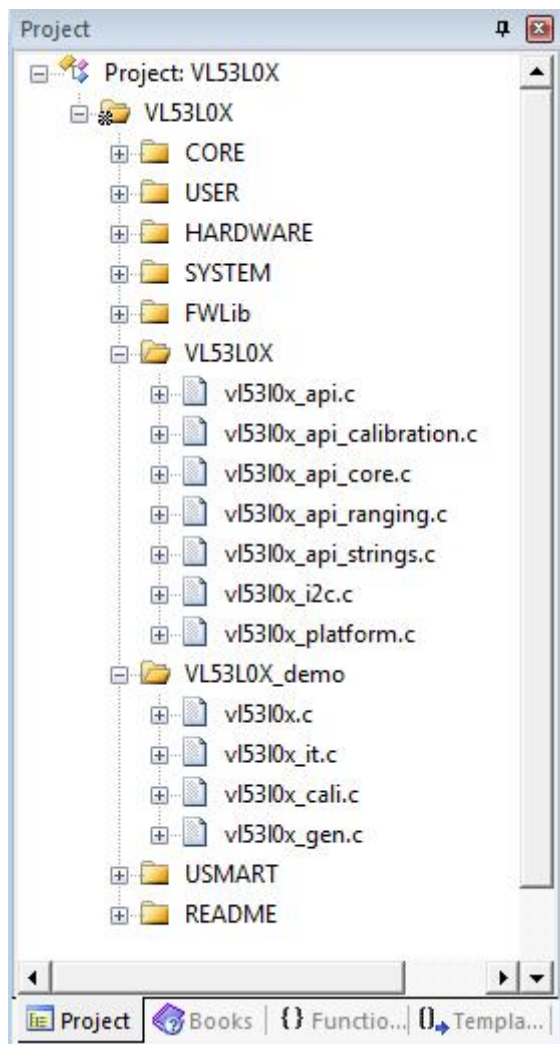 Project
Project: VL53L0X
VL53L0X
CORE
USER
HARDWARE
SYSTEM
FWLib
VL53L0X
vl53l0x_api.c
vl53l0x_api_calibration.c
vl53l0x_api_core.c
vl53l0x_api_ranging.c
vl53l0x_api_strings.c
vl53l0x_i2c.c
vl53l0x_platform.c
VL53L0X_demo
vl53l0x.c
vl53l0x_it.c
vl53l0x_cali.c
vl53l0x_gen.c
USMART
README
Project Books {} Functio... 0 Templa...